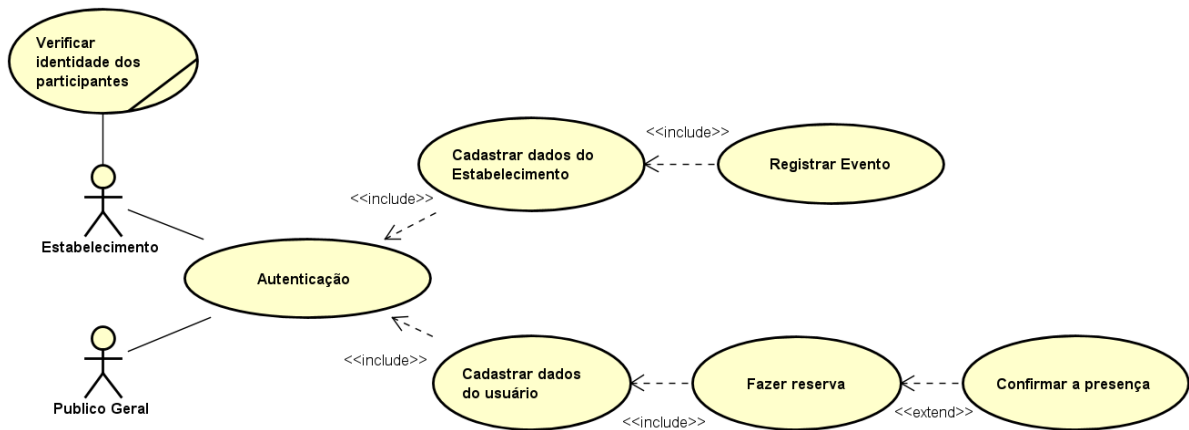 Verificar
identidade dos
participantes
Estabelecimento
Publico Geral
Autenticação
<<include>>
Cadastrar dados do
Estabelecimento
<<include>>
Registrar Evento
<<include>>
Cadastrar dados
do usuário
<<include>>
Fazer reserva
<<extend>>
Confirmar a presença